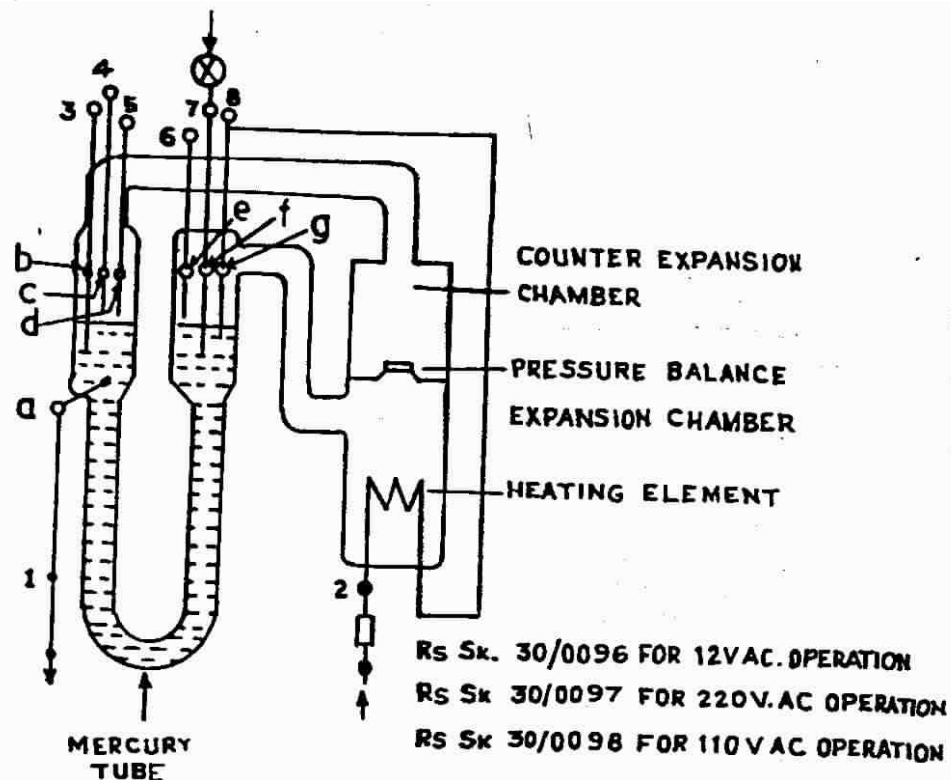 4
3
5
7
8
6
e
f
g
b
c
d
a
COUNTER EXPANSION
CHAMBER
PRESSURE BALANCE
EXPANSION CHAMBER
HEATING ELEMENT
1
2
Rs Sk. 30/0096 FOR 12V AC. OPERATION
Rs Sk 30/0097 FOR 220V. AC OPERATION
Rs Sk 30/0098 FOR 110 V AC OPERATION
MERCURY
TUBE